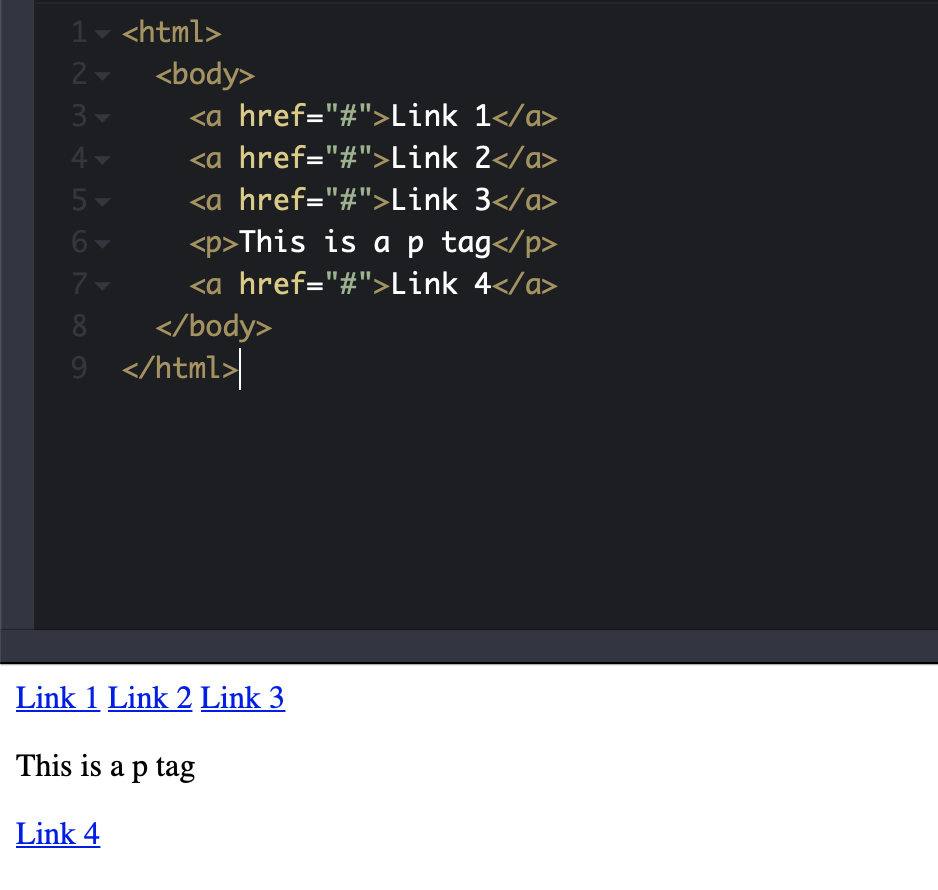 1 <html>
2 <body>
3 <a href="#">Link 1</a>
4 <a href="#">Link 2</a>
5 <a href="#">Link 3</a>
6 <p>This is a p tag</p>
7 <a href="#">Link 4</a>
8 </body>
9 </html>
Link 1 Link 2 Link 3
This is a p tag
Link 4